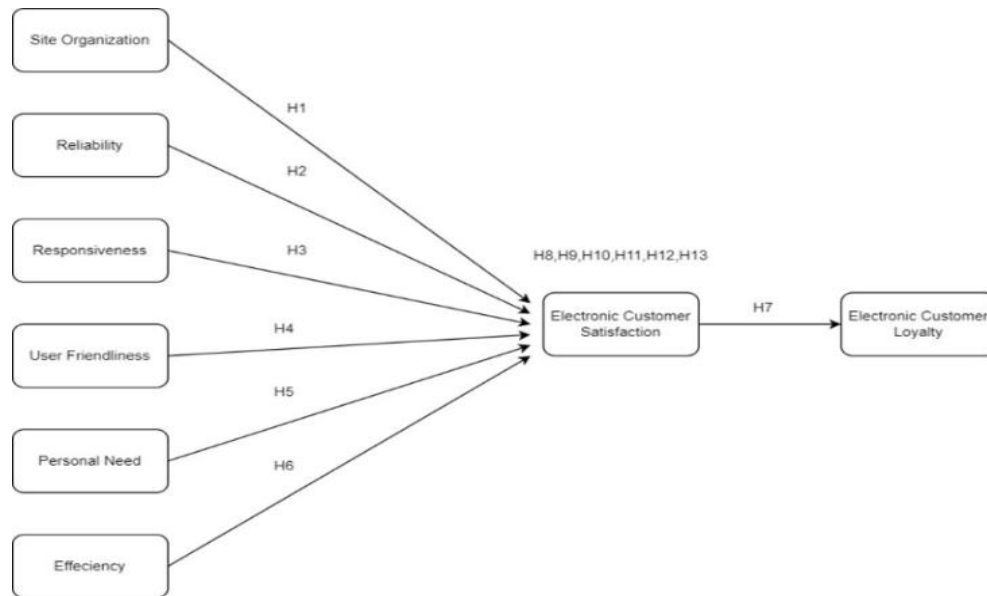 Site Organization
H1
Reliability
H2
Responsiveness
H3
H8,H9,H10,H11,H12,H13
User Friendliness
H4
Electronic Customer
Satisfaction
H7
Electronic Customer
Loyalty
H5
Personal Need
H6
Effeciency